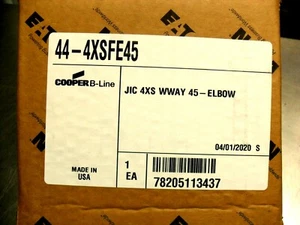 44-4XSFE45
COOPER B-Line
JIC 4XS WWAY 45-ELBOW
04/01/2020 S
MADE IN
USA
1
EA
78205113437